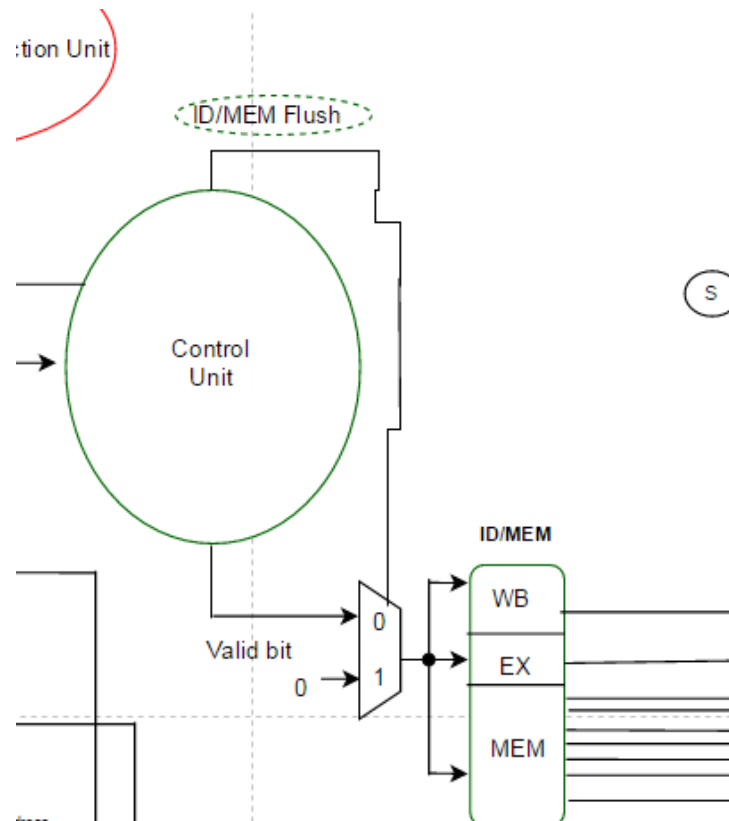 ction Unit
ID/MEM Flush
S
Control
Unit
ID/MEM
WB
0
Valid bit
EX
1
0
MEM